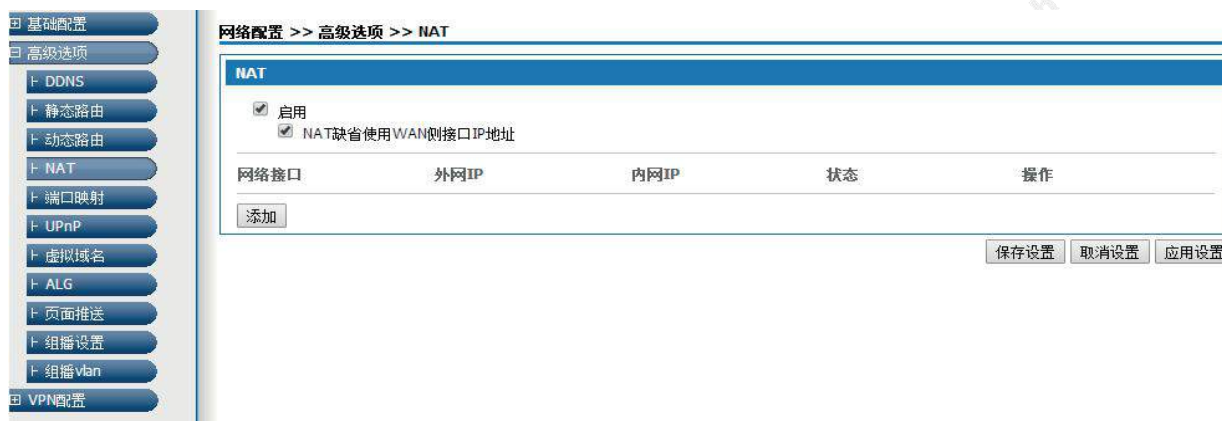 基础配置
高级选项
DDNS
静态路由
动态路由
NAT
端口映射
UPnP
虚拟域名
ALG
页面推送
组播设置
组播vlan
VPN配置
网络配置 >> 高级选项 >> NAT
NAT
启用
NAT缺省使用WAN侧接口IP地址
网络接口 外网IP 内网IP 状态 操作
添加
保存设置 取消设置 应用设置